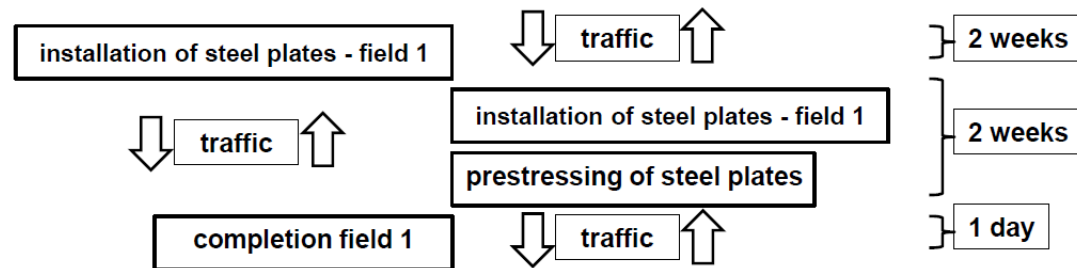 installation of steel plates - field 1
traffic
2 weeks
installation of steel plates - field 1
traffic
2 weeks
prestressing of steel plates
completion field 1
traffic
1 day